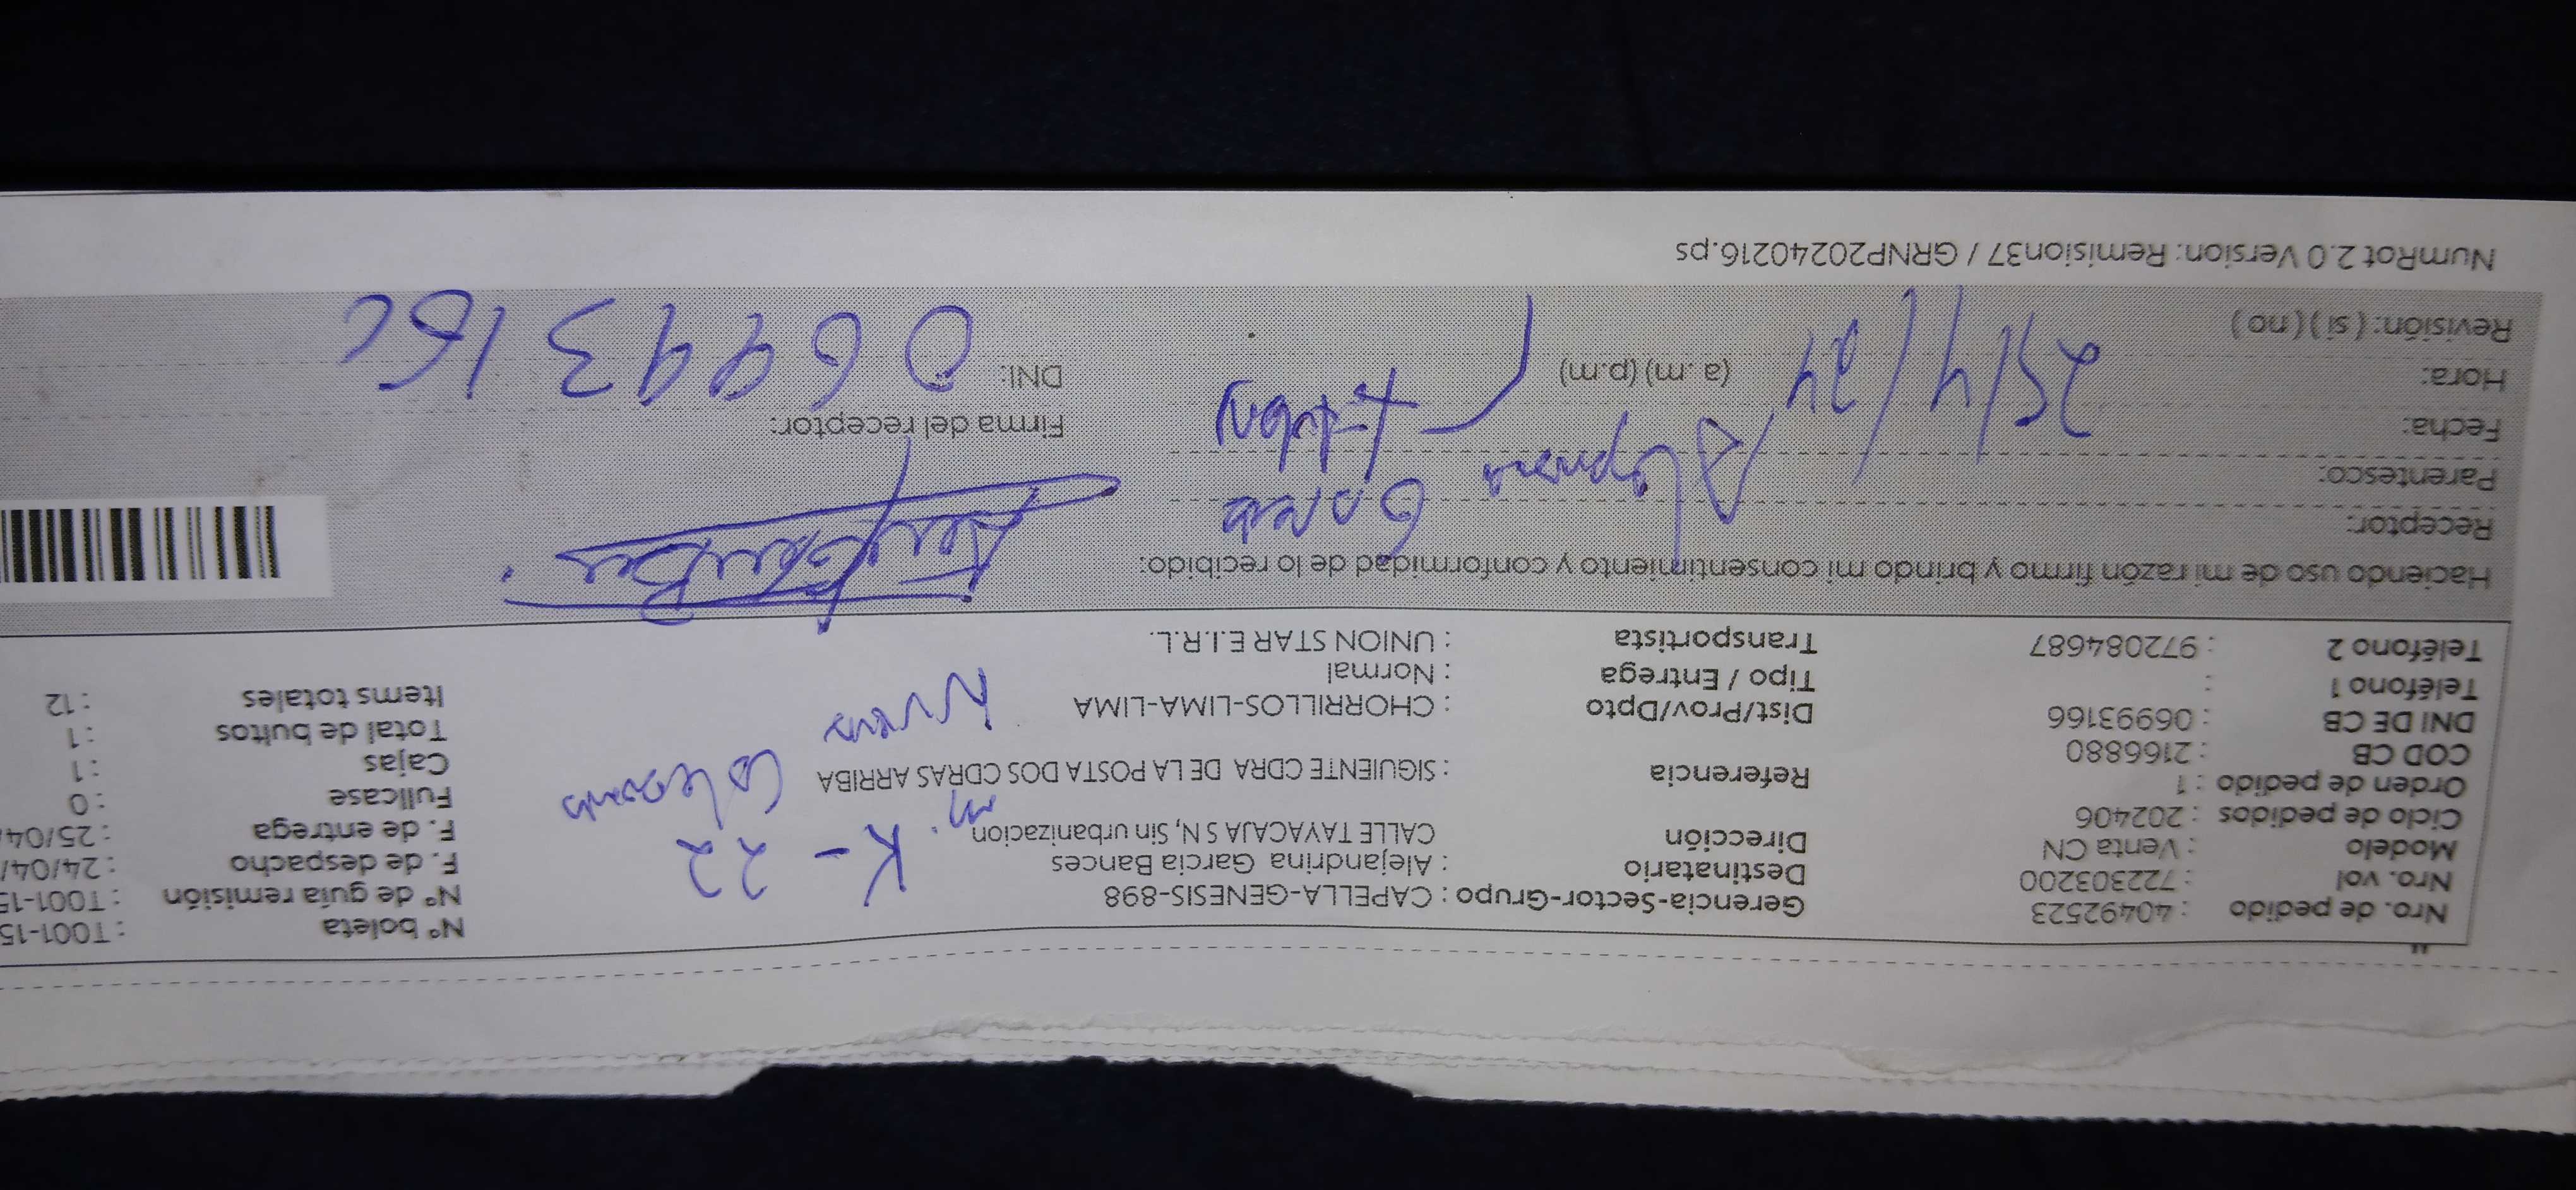 Nro. de pedido : 40492523 Gerencia-Sector-Grupo : CAPELLA-GENESIS-898 N° boleta : T001-15
Nro. vol : 722303200 Destinatario : Alejandrina Garcia Bances N° de guía remisión : T001-15
Modelo : Venta CN Dirección CALLE TAYACAJA S N, Sin urbanizacion K - 22 F. de despacho : 24/04/
Ciclo de pedidos : 202406 F. de entrega : 25/04/
Orden de pedido : 1 Referencia : SIGUIENTE CDRA DE LA POSTA DOS CDRAS ARRIBA Fullcase : 0
COD CB : 2166880 Cajas : 1
DNI DE CB : 06993166 Dist/Prov/Dpto : CHORRILLOS-LIMA-LIMA Total de bultos : 1
Teléfono 1 : Tipo / Entrega : Normal Items totales : 12
Teléfono 2 : 972084687 Transportista : UNION STAR E.I.R.L.
Haciendo uso de mi razón firmo y brindo mi consentimiento y conformidad de lo recibido:
Receptor:
Parentesco:
Fecha: 25/4/24 Firma del receptor:
Hora: (a.m) (p.m) DNI:
Revisión: ( si ) ( no )
NumRot 2.0 Version: Remision37 / GRNP20240216.ps